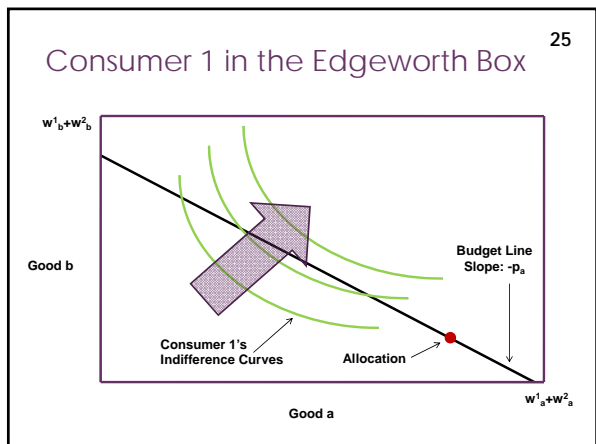 25
Consumer 1 in the Edgeworth Box
w¹b+w²b
Good b
Budget Line
Slope: -pa
Consumer 1's
Indifference Curves
Allocation
w¹a+w²a
Good a